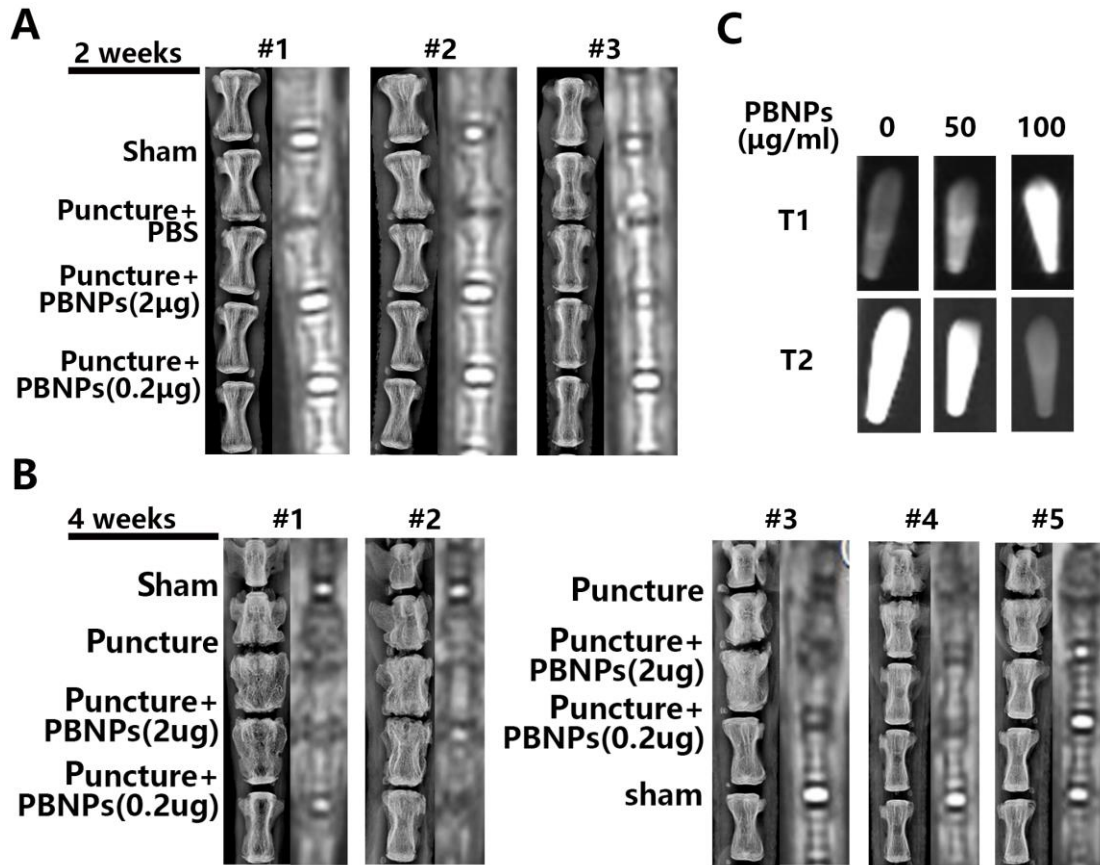 A
2 weeks
#1
#2
#3
Sham
Puncture+
PBS
Puncture+
PBNPs(2μg)
Puncture+
PBNPs(0.2μg)
C
PBNPs
(μg/ml)
0
50
100
T1
T2
B
4 weeks
#1
#2
Sham
Puncture
Puncture+
PBNPs(2ug)
Puncture+
PBNPs(0.2ug)
#3
#4
#5
Puncture
Puncture+
PBNPs(2ug)
Puncture+
PBNPs(0.2ug)
sham